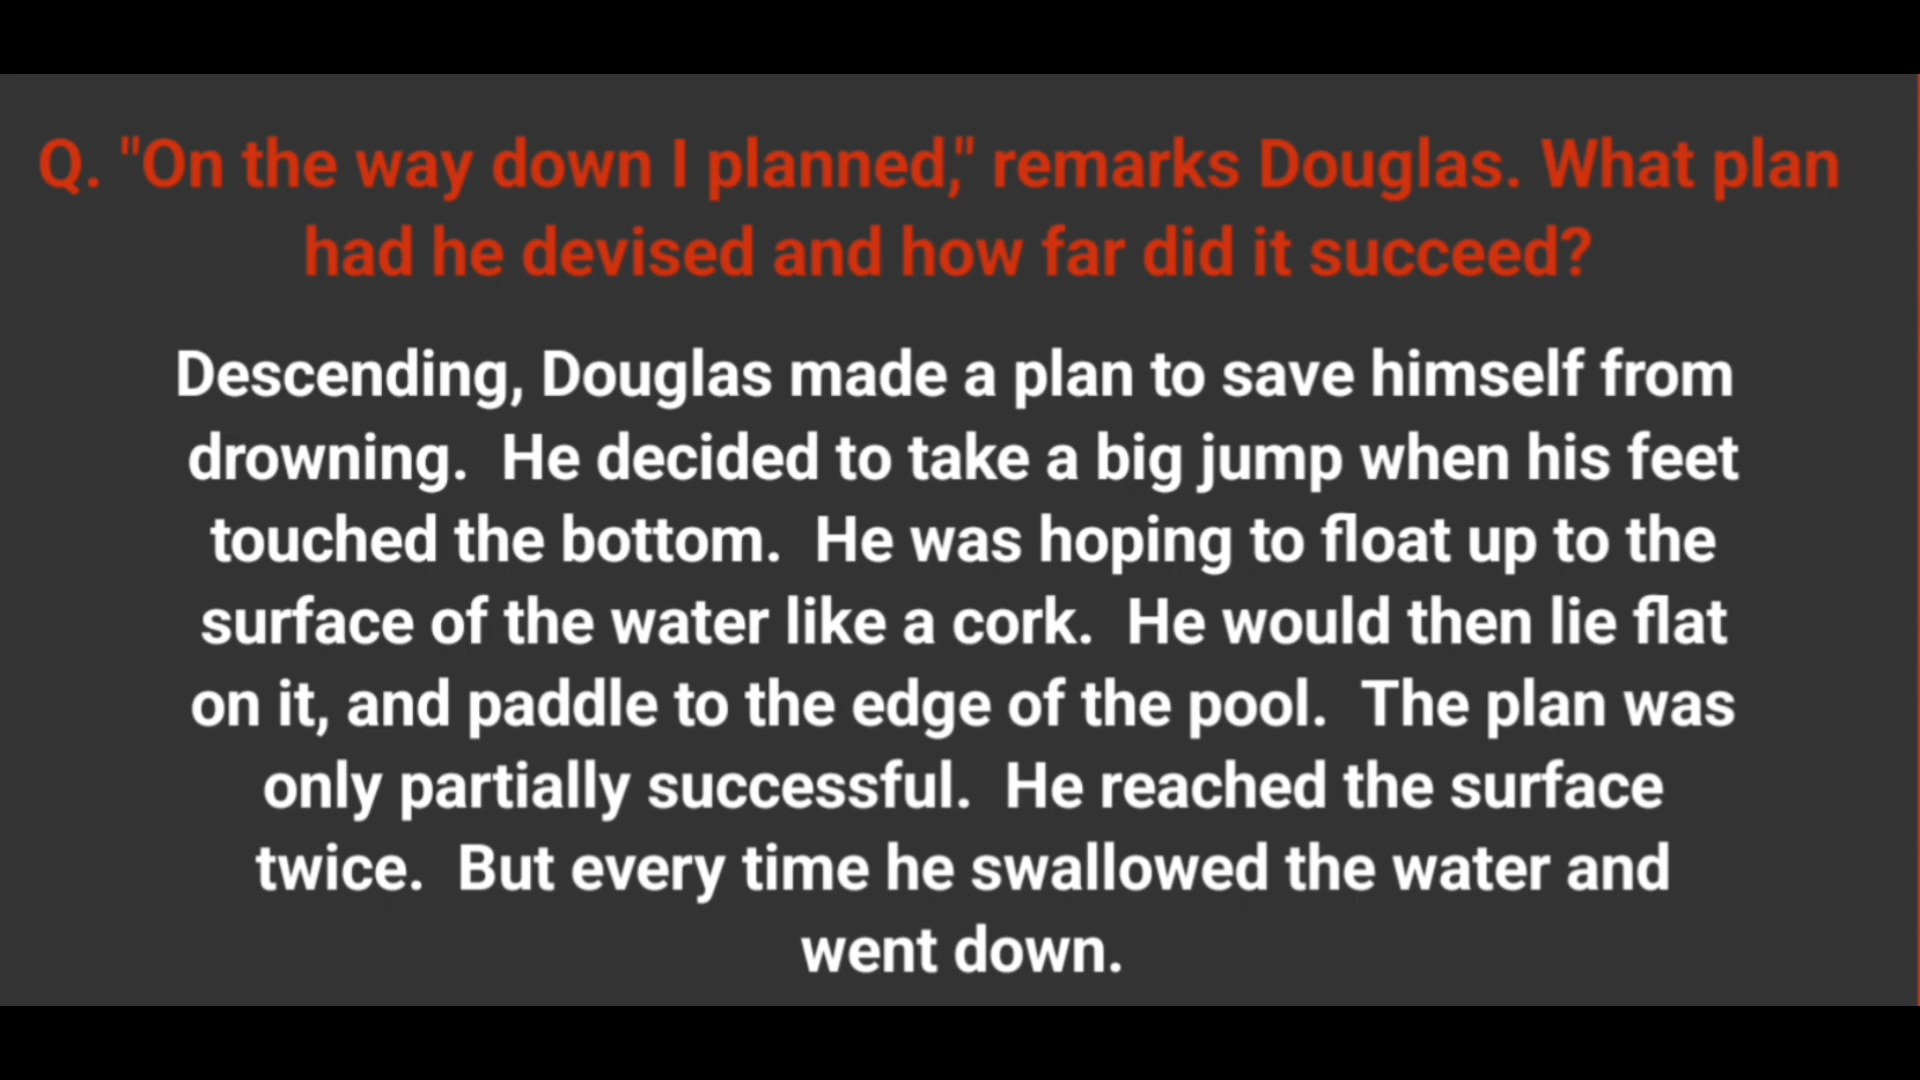 Q. "On the way down I planned," remarks Douglas. What plan
had he devised and how far did it succeed?
Descending, Douglas made a plan to save himself from
drowning.  He decided to take a big jump when his feet
touched the bottom.  He was hoping to float up to the
surface of the water like a cork.  He would then lie flat
on it, and paddle to the edge of the pool.  The plan was
only partially successful.  He reached the surface
twice.  But every time he swallowed the water and
went down.